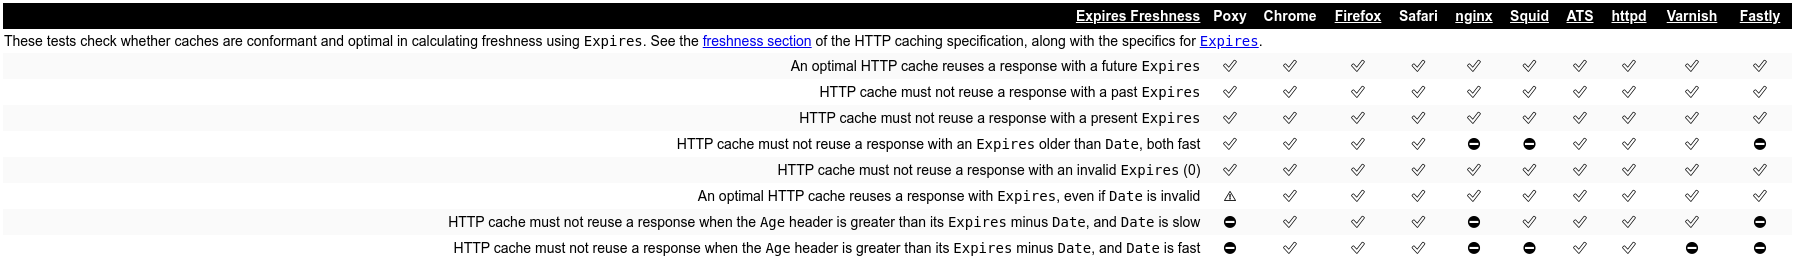 Expires Freshness Poxy Chrome Firefox Safari nginx Squid ATS httpd Varnish Fastly
These tests check whether caches are conformant and optimal in calculating freshness using Expires. See the freshness section of the HTTP caching specification, along with the specifics for Expires.
An optimal HTTP cache reuses a response with a future Expires
HTTP cache must not reuse a response with a past Expires
HTTP cache must not reuse a response with a present Expires
HTTP cache must not reuse a response with an Expires older than Date, both fast
HTTP cache must not reuse a response with an invalid Expires (0)
An optimal HTTP cache reuses a response with Expires, even if Date is invalid
HTTP cache must not reuse a response when the Age header is greater than its Expires minus Date, and Date is slow
HTTP cache must not reuse a response when the Age header is greater than its Expires minus Date, and Date is fast